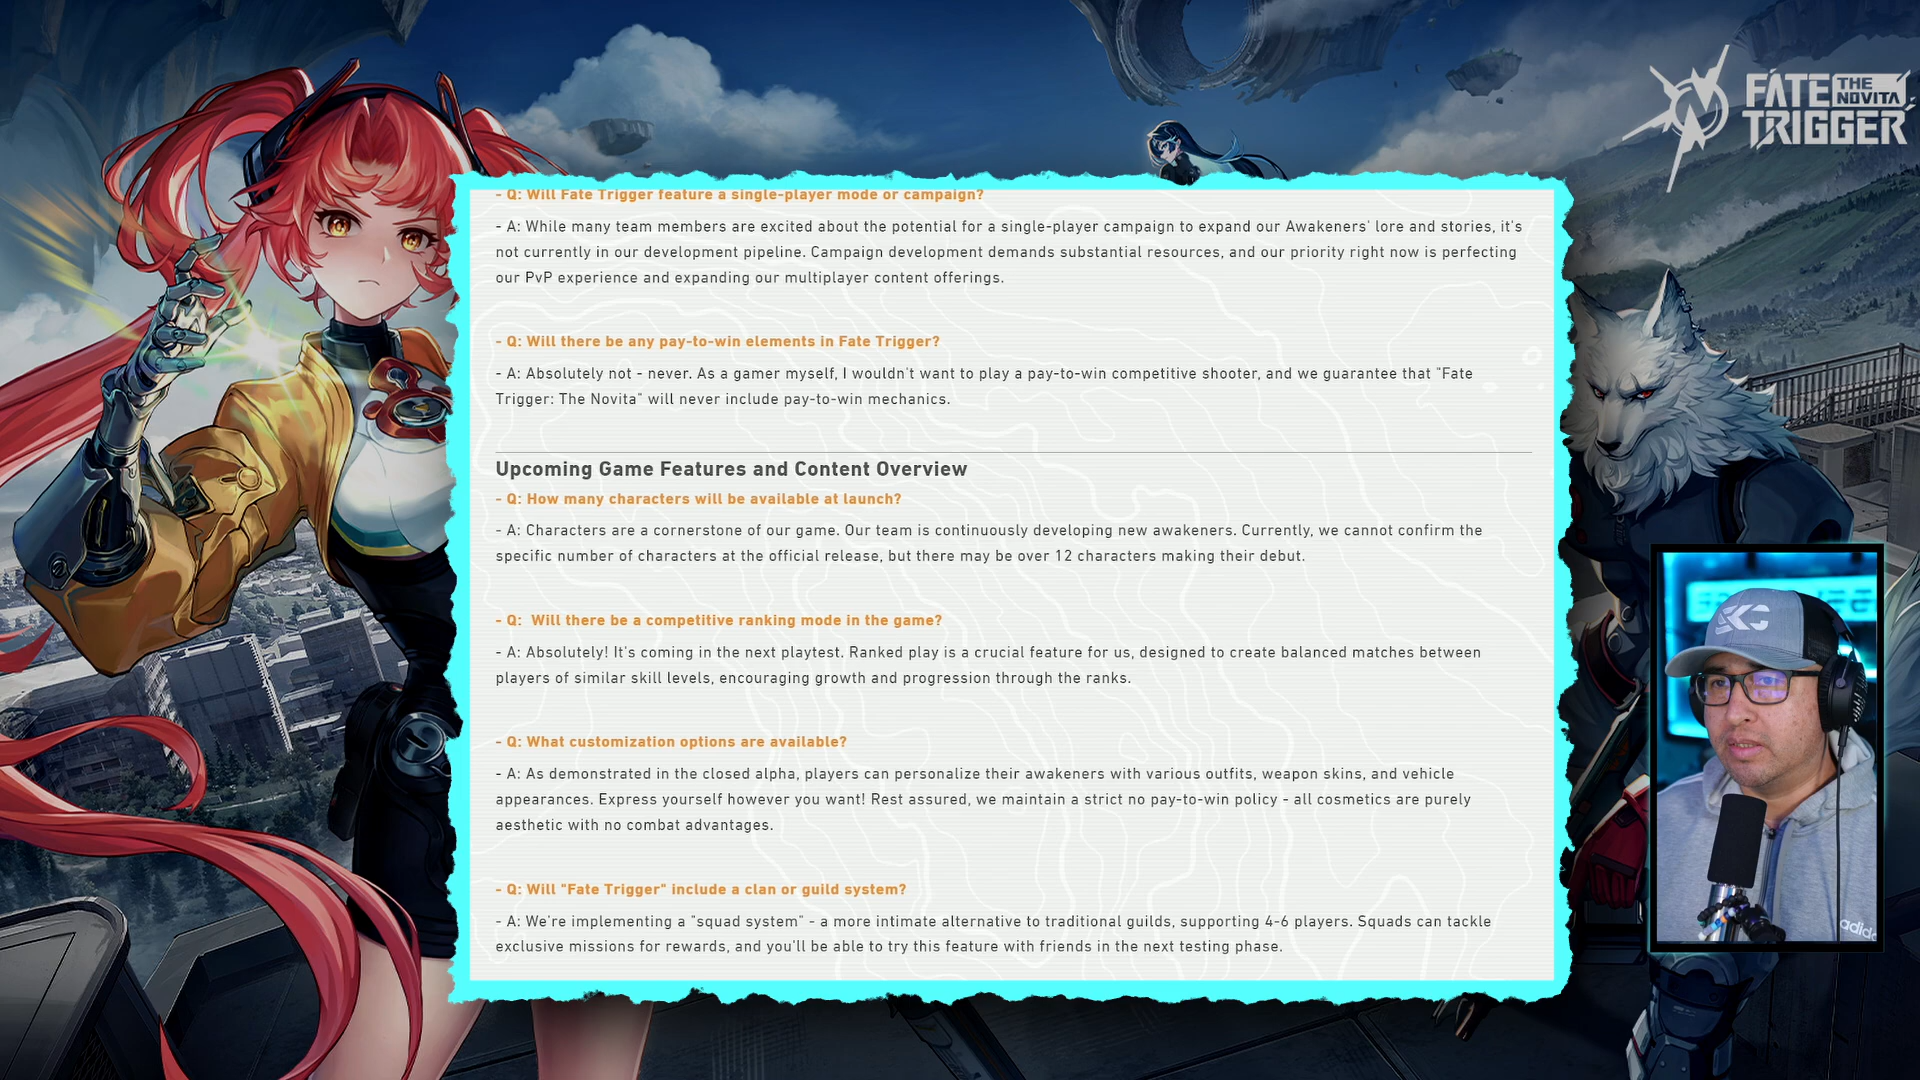 FATE THE NOVITA
TRIGGER
- Q: Will Fate Trigger feature a single-player mode or campaign?
- A: While many team members are excited about the potential for a single-player campaign to expand our Awakeners' lore and stories, it's
not currently in our development pipeline. Campaign development demands substantial resources, and our priority right now is perfecting
our PvP experience and expanding our multiplayer content offerings.
- Q: Will there be any pay-to-win elements in Fate Trigger?
- A: Absolutely not - never. As a gamer myself, I wouldn't want to play a pay-to-win competitive shooter, and we guarantee that "Fate
Trigger: The Novita" will never include pay-to-win mechanics.
Upcoming Game Features and Content Overview
- Q: How many characters will be available at launch?
- A: Characters are a cornerstone of our game. Our team is continuously developing new awakeners. Currently, we cannot confirm the
specific number of characters at the official release, but there may be over 12 characters making their debut.
- Q:  Will there be a competitive ranking mode in the game?
- A: Absolutely! It's coming in the next playtest. Ranked play is a crucial feature for us, designed to create balanced matches between
players of similar skill levels, encouraging growth and progression through the ranks.
- Q: What customization options are available?
- A: As demonstrated in the closed alpha, players can personalize their awakeners with various outfits, weapon skins, and vehicle
appearances. Express yourself however you want! Rest assured, we maintain a strict no pay-to-win policy - all cosmetics are purely
aesthetic with no combat advantages.
- Q: Will "Fate Trigger" include a clan or guild system?
- A: We're implementing a "squad system" - a more intimate alternative to traditional guilds, supporting 4-6 players. Squads can tackle
exclusive missions for rewards, and you'll be able to try this feature with friends in the next testing phase.
SKG
adida